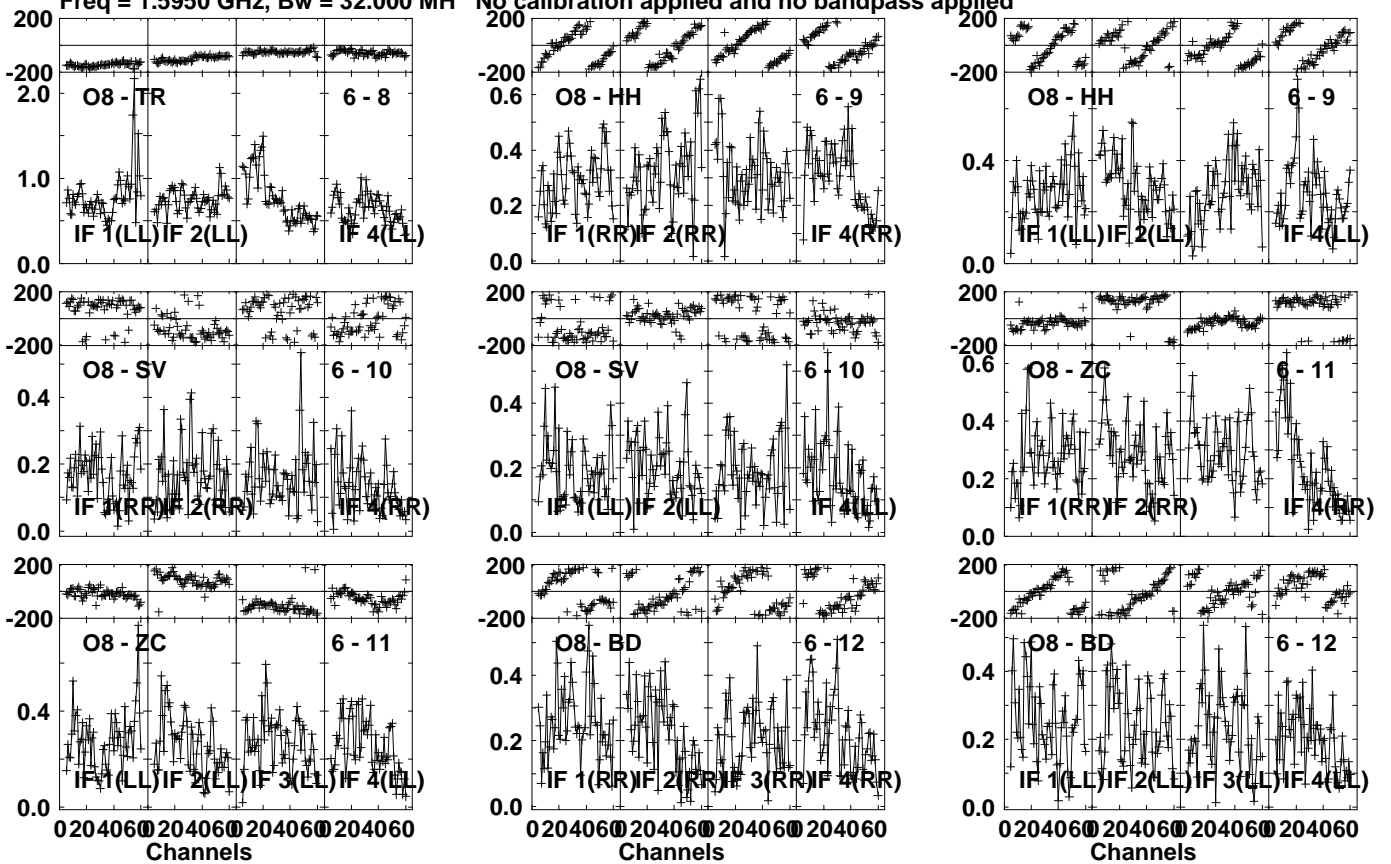 Freq = 1.5950 GHz, Bw = 32.000 MH No calibration applied and no bandpass applied
200 200 200
-200 -200 -200
2.0 O8 - TR 6 - 8
1.0
IF 1(LL) IF 2(LL) IF 4(LL)
0.0
0.6 O8 - HH 6 - 9
0.4
0.2
IF 1(RR) IF 2(RR) IF 4(RR)
0.0
O8 - HH 6 - 9
0.4
IF 1(LL) IF 2(LL) IF 4(LL)
0.0
200 200 200
-200 -200 -200
O8 - SV 6 - 10
0.4
0.2
IF 1(RR) IF 2(RR) IF 4(RR)
0.0
O8 - SV 6 - 10
0.4
0.2
IF 1(LL) IF 2(LL) IF 4(LL)
0.0
0.6 O8 - ZC 6 - 11
0.4
0.2
IF 1(RR) IF 2(RR) IF 4(RR)
0.0
200 200 200
-200 -200 -200
O8 - ZC 6 - 11
0.4
IF 1(LL) IF 2(LL) IF 3(LL) IF 4(LL)
0.0
0 20 40 60 0 20 40 60 0 20 40 60 0 20 40 60
Channels
O8 - BD 6 - 12
0.4
0.2
IF 1(RR) IF 2(RR) IF 3(RR) IF 4(RR)
0.0
0 20 40 60 0 20 40 60 0 20 40 60 0 20 40 60
Channels
O8 - BD 6 - 12
0.4
0.2
IF 1(LL) IF 2(LL) IF 3(LL) IF 4(LL)
0.0
0 20 40 60 0 20 40 60 0 20 40 60 0 20 40 60
Channels